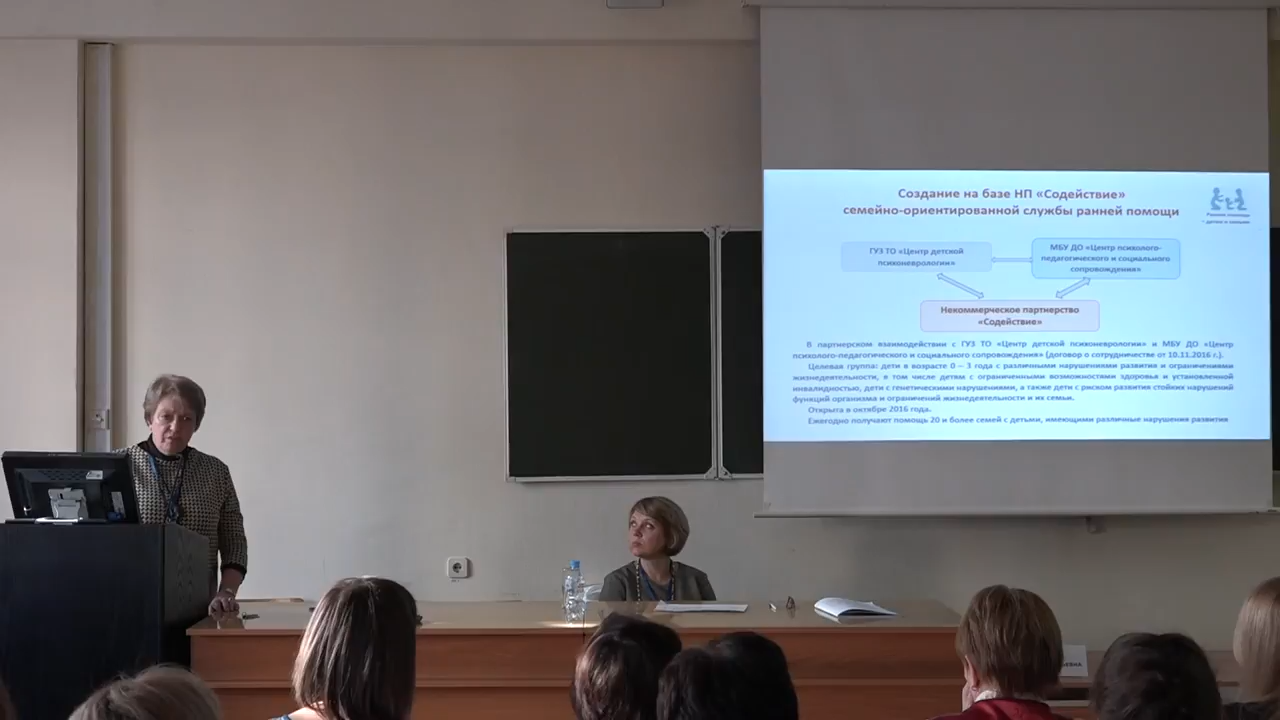 Создание на базе НП «Содействие»
семейно-ориентированной службы ранней помощи
Ранняя помощь
- детям и семьям
ГУЗ ТО «Центр детской
психоневрологии»
МБУ ДО «Центр психолого-
педагогического и социального
сопровождения»
Некоммерческое партнерство
«Содействие»
В партнерском взаимодействии с ГУЗ ТО «Центр детской психоневрологии» и МБУ ДО «Центр
психолого-педагогического и социального сопровождения» (договор о сотрудничестве от 10.11.2016 г.).
Целевая группа: дети в возрасте 0 – 3 года с различными нарушениями развития и ограничениями
жизнедеятельности, в том числе детям с ограниченными возможностями здоровья и установленной
инвалидностью, дети с генетическими нарушениями, а также дети с риском развития стойких нарушений
функций организма и ограничений жизнедеятельности и их семьи.
Открыта в октябре 2016 года.
Ежегодно получают помощь 20 и более семей с детьми, имеющими различные нарушения развития